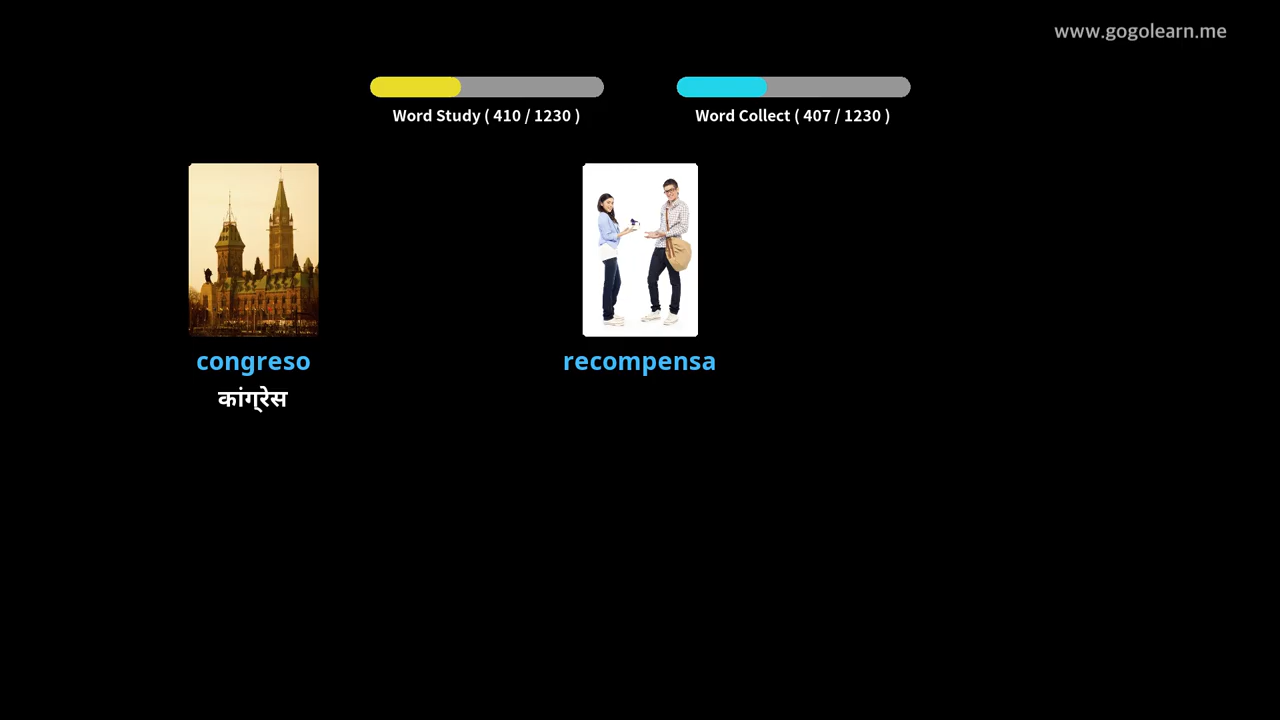 www.gogolearn.me
Word Study ( 410 / 1230 )
Word Collect ( 407 / 1230 )
congreso
कांग्रेस
recompensa